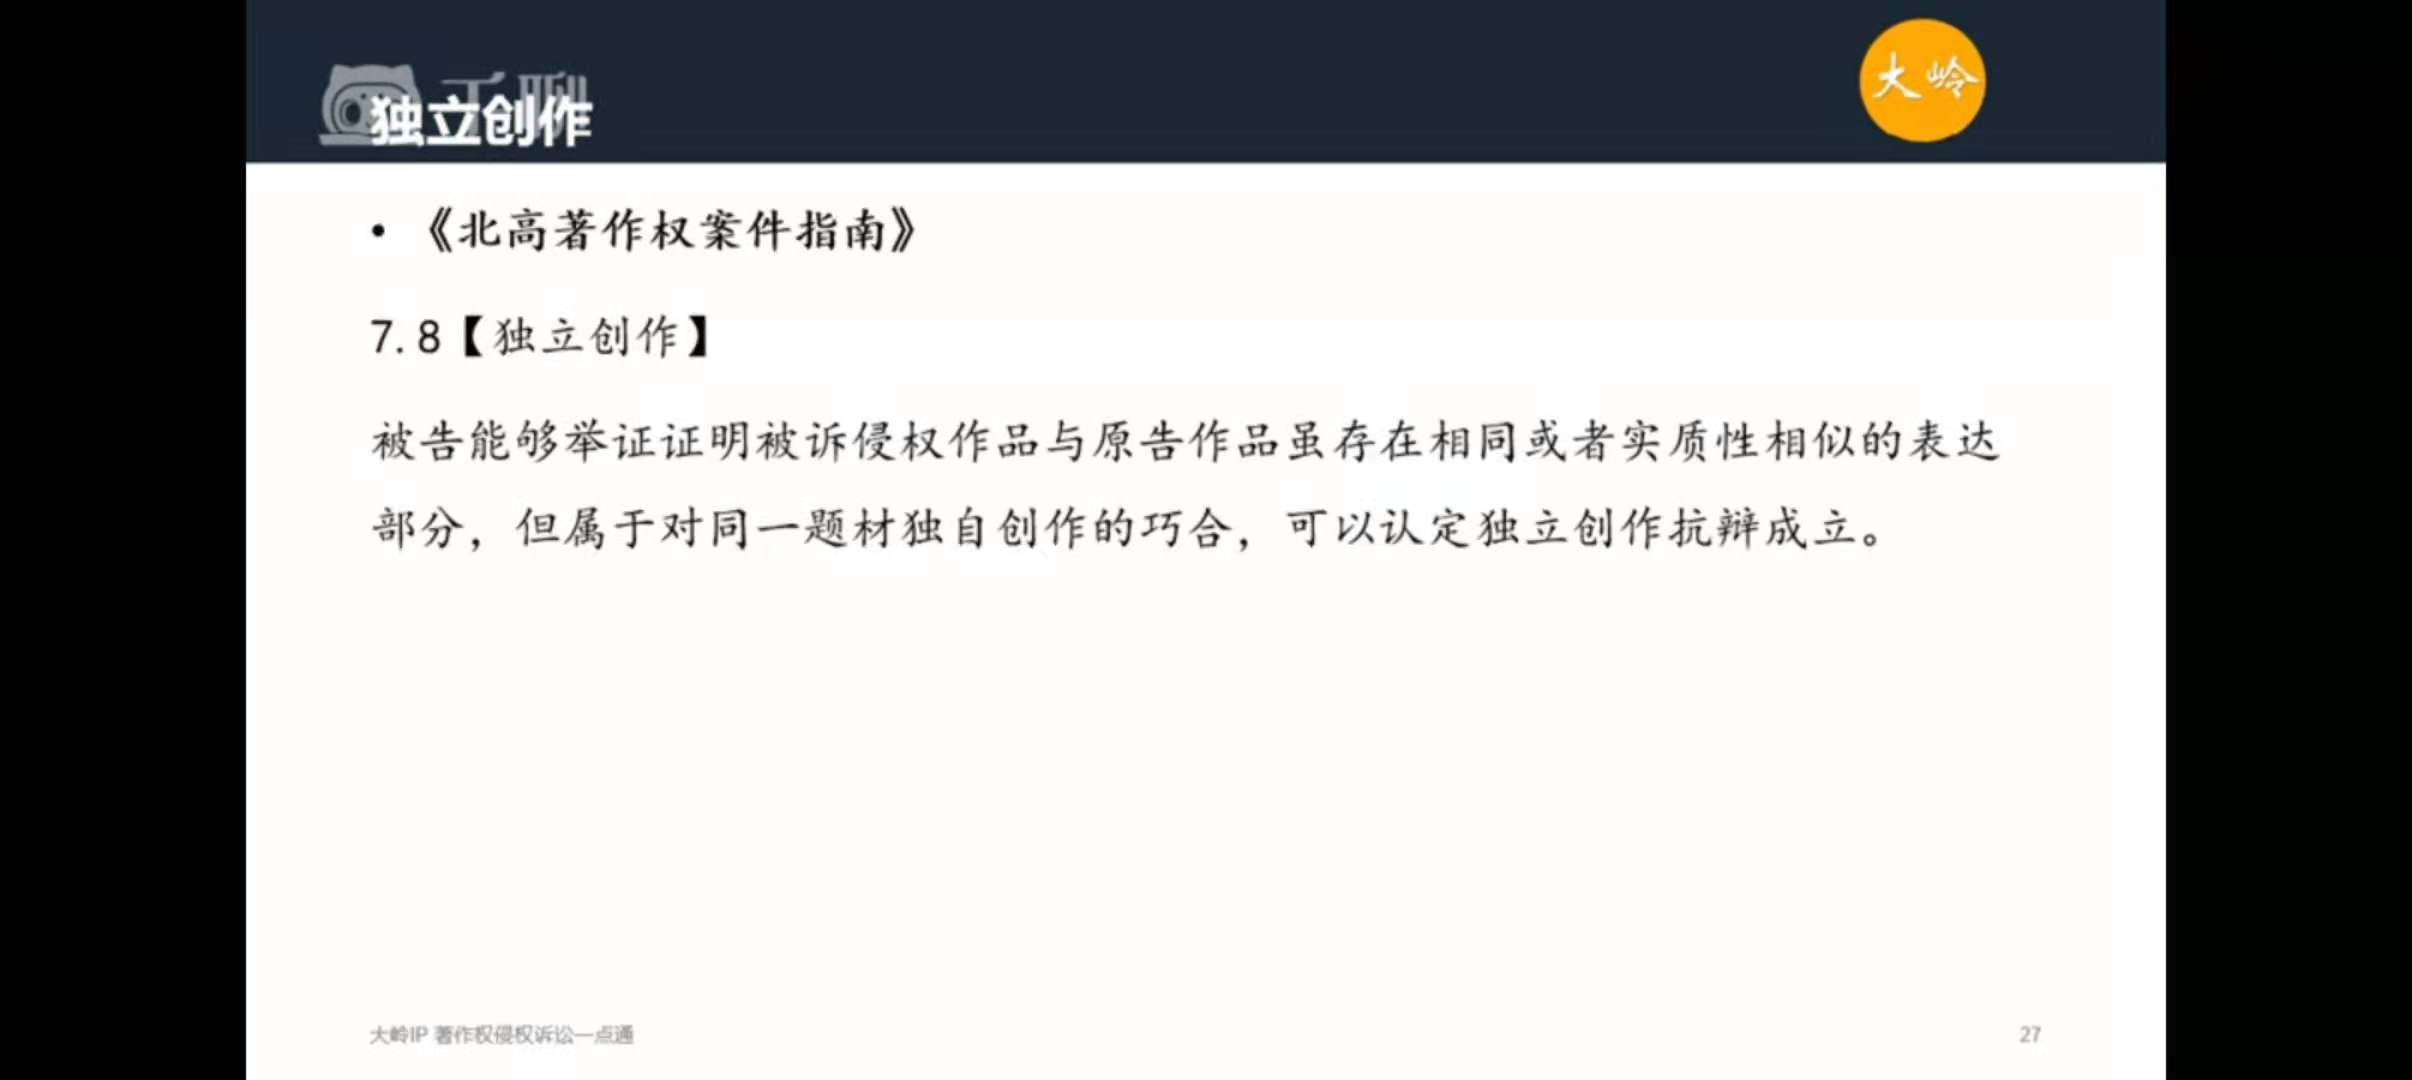 千聊
独立创作
大岭
• 《北高著作权案件指南》
7.8【独立创作】
被告能够举证证明被诉侵权作品与原告作品虽存在相同或者实质性相似的表达
部分，但属于对同一题材独自创作的巧合，可以认定独立创作抗辩成立。
大岭IP 著作权侵权诉讼一点通
27